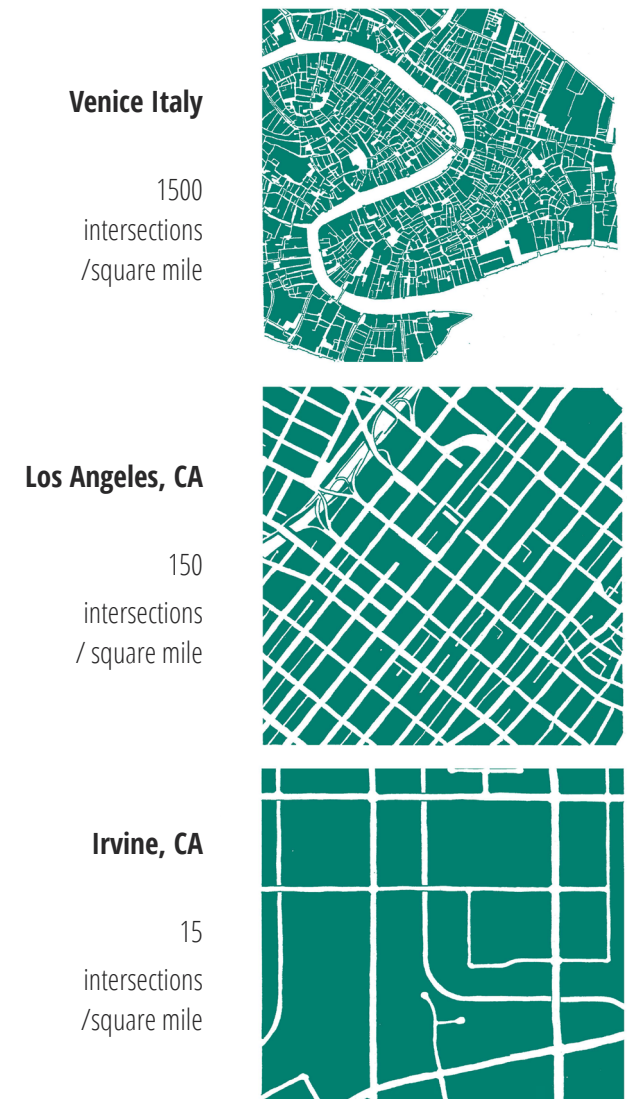 Venice Italy
1500
intersections
/square mile
Los Angeles, CA
150
intersections
/ square mile
Irvine, CA
15
intersections
/square mile